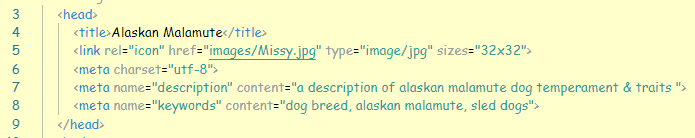 3 <head>
4 <title>Alaskan Malamute</title>
5 <link rel="icon" href="images/Missy.jpg" type="image/jpg" sizes="32x32">
6 <meta charset="utf-8">
7 <meta name="description" content="a description of alaskan malamute dog temperament & traits ">
8 <meta name="keywords" content="dog breed, alaskan malamute, sled dogs">
9 </head>